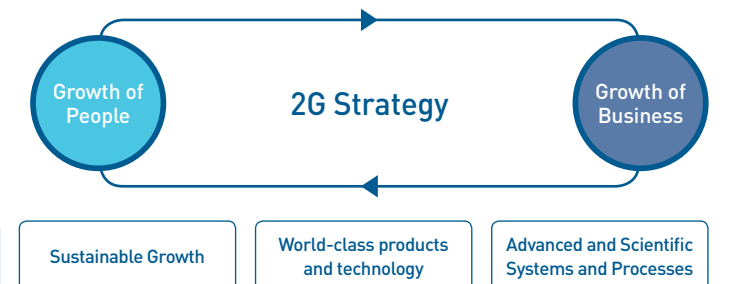 Growth of
People
2G Strategy
Growth of
Business
Sustainable Growth
World-class products
and technology
Advanced and Scientific
Systems and Processes